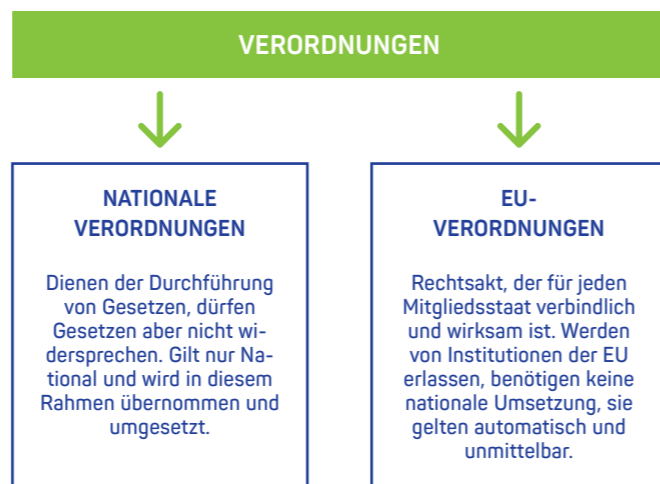 VERORDNUNGEN
NATIONALE
VERORDNUNGEN
Dienen der Durchführung
von Gesetzen, dürfen
Gesetzen aber nicht wi-
dersprechen. Gilt nur Na-
tional und wird in diesem
Rahmen übernommen und
umgesetzt.
EU-
VERORDNUNGEN
Rechtsakt, der für jeden
Mitgliedsstaat verbindlich
und wirksam ist. Werden
von Institutionen der EU
erlassen, benötigen keine
nationale Umsetzung, sie
gelten automatisch und
unmittelbar.